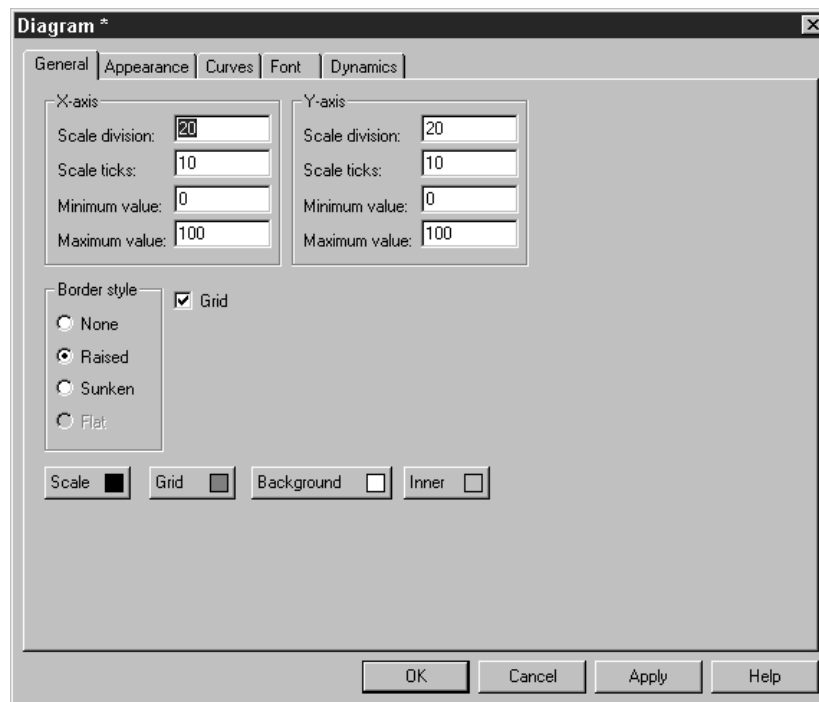 Diagram *
General Appearance Curves Font Dynamics
X-axis
Scale division: 20
Scale ticks: 10
Minimum value: 0
Maximum value: 100
Y-axis
Scale division: 20
Scale ticks: 10
Minimum value: 0
Maximum value: 100
Border style
None
Raised
Sunken
Flat
Grid
Scale Grid Background Inner
OK Cancel Apply Help